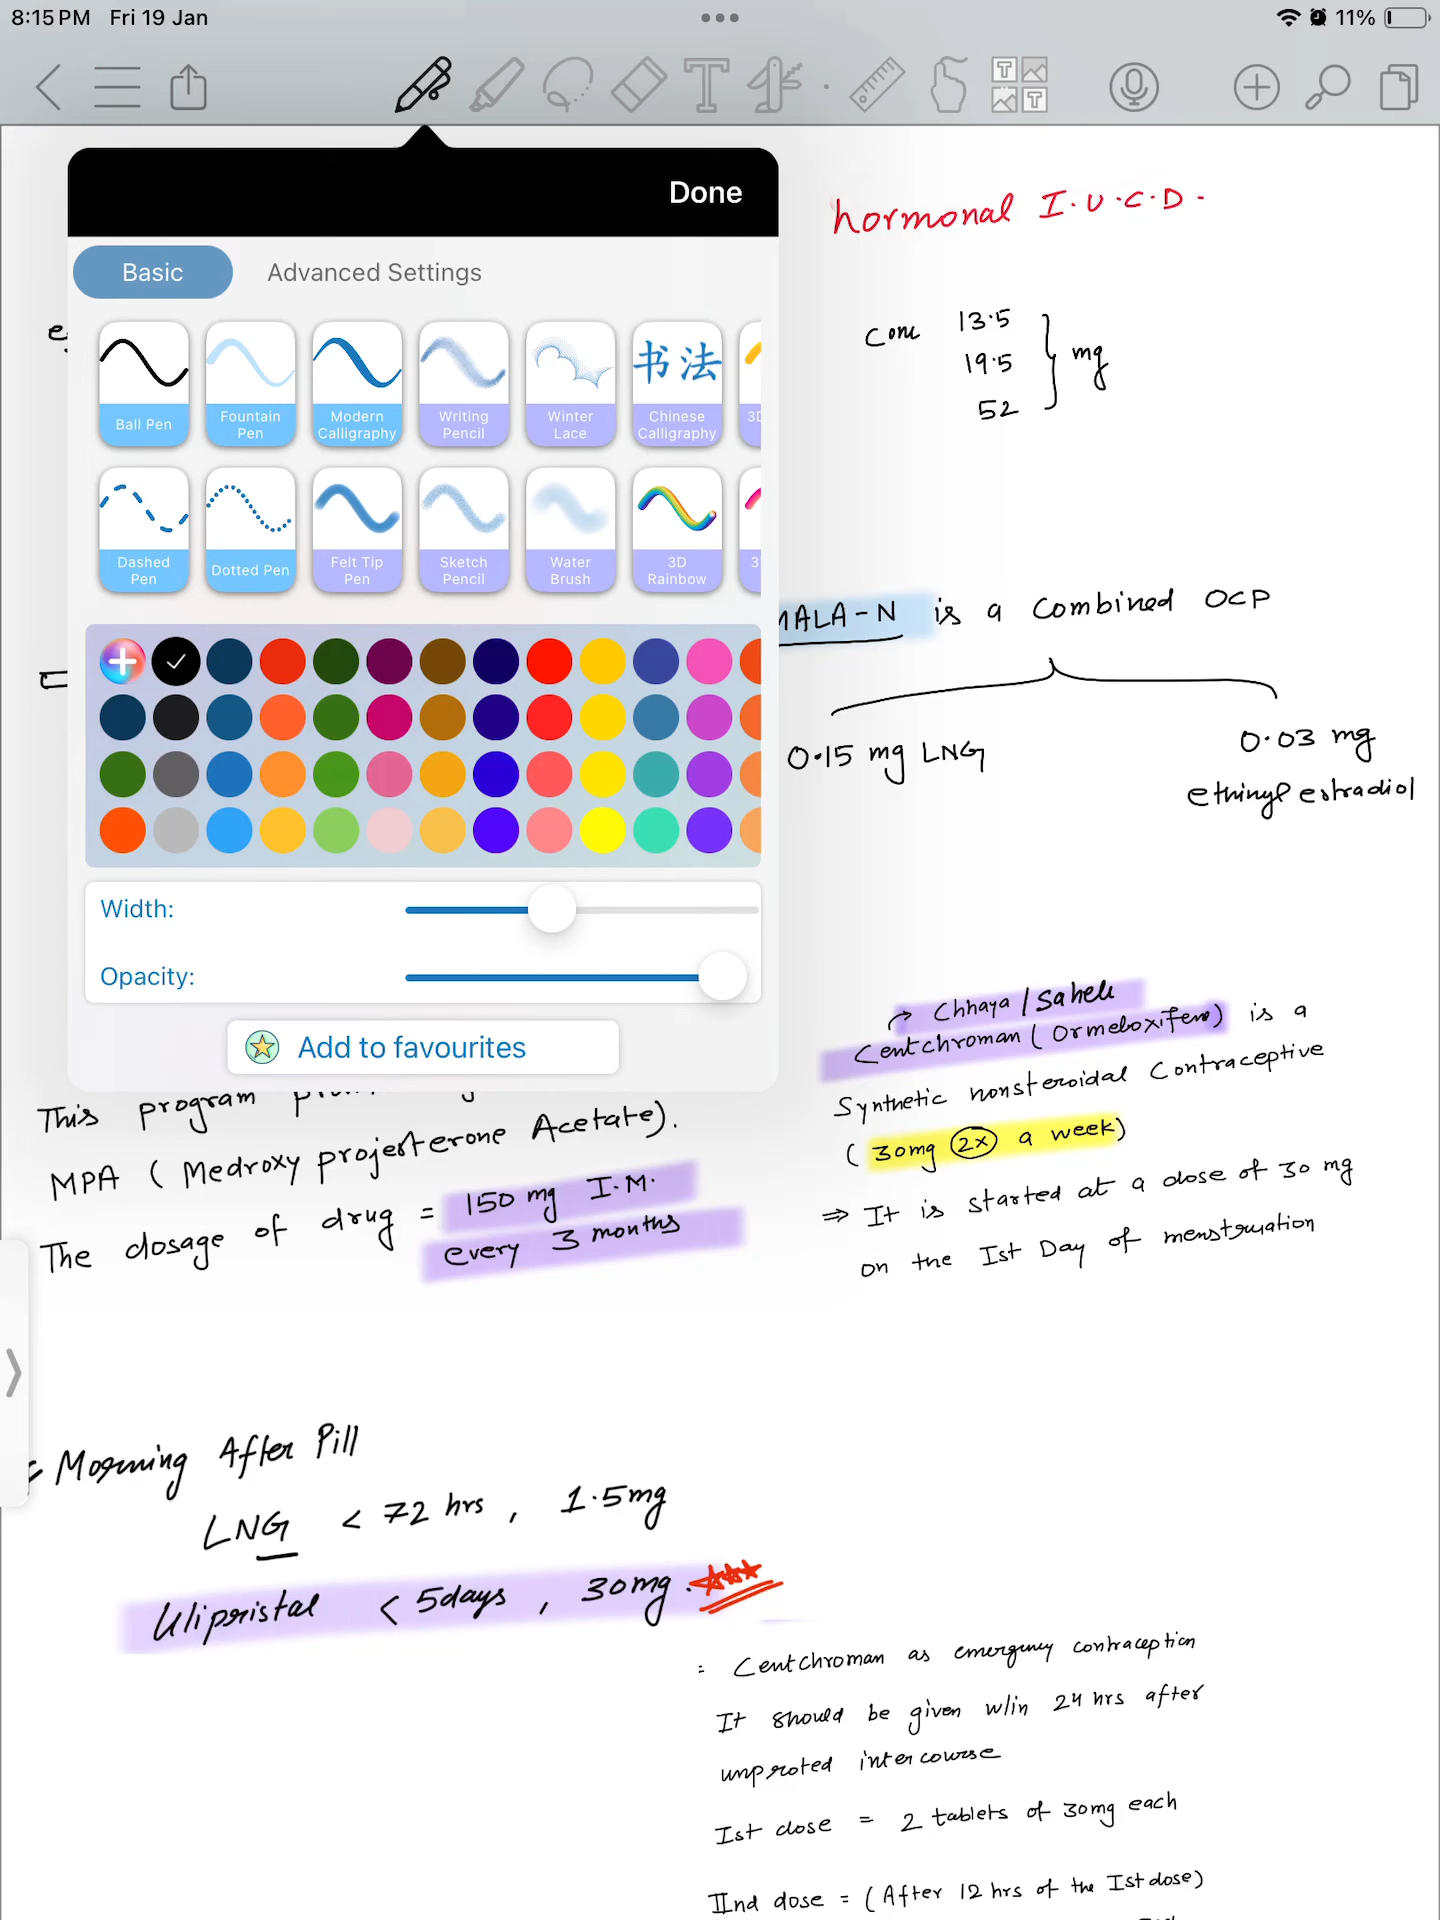 8:15 PM Fri 19 Jan
11%
Done
Basic
Advanced Settings
Ball Pen
Fountain Pen
Modern Calligraphy
Writing Pencil
Winter Lace
书法
Chinese Calligraphy
Dashed Pen
Dotted Pen
Felt Tip Pen
Sketch Pencil
Water Brush
3D Rainbow
Width:
Opacity:
Add to favourites
hormonal I.U.C.D.
Conc 13.5
19.5
52
mg
MALA-N is a Combined OCP
0.15 mg LNG
0.03 mg
ethinyl estradiol
Chhaya / Saheli
Centchroman (Ormeloxifene) is a
Synthetic nonsteroidal Contraceptive
(30mg 2x a week)
⇒ It is started at a dose of 30 mg
on the Ist Day of menstruation
This program
MPA (Medroxy projesterone Acetate).
The dosage of drug = 150 mg I.M.
every 3 months
Morning After Pill
LNG < 72 hrs, 1.5mg
Ulipristal < 5days, 30mg.
= Centchroman as emergency contraception
It should be given w/in 24 hrs after
unproted intercourse
Ist dose = 2 tablets of 30mg each
IInd dose = (After 12 hrs of the Ist dose)